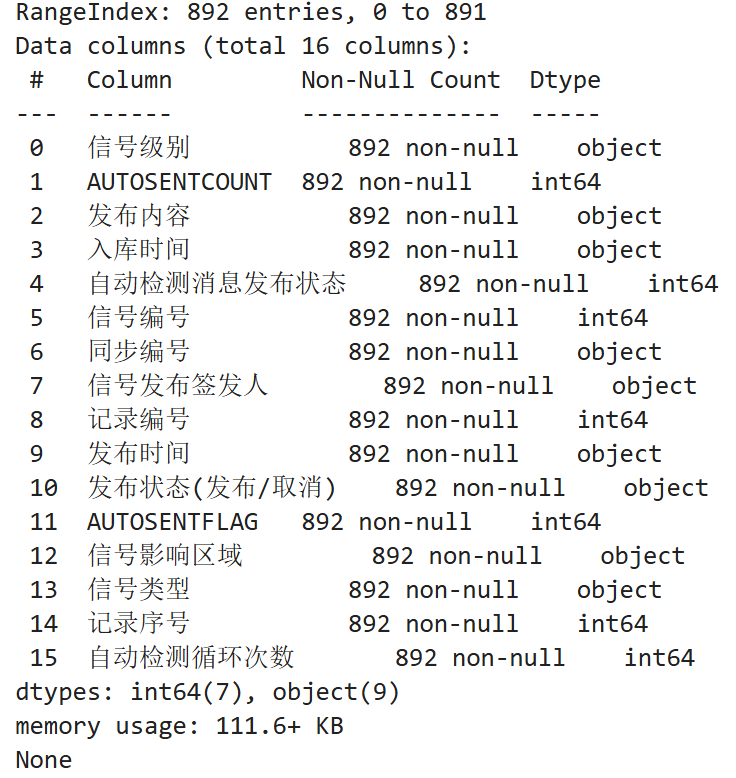 RangeIndex: 892 entries, 0 to 891
Data columns (total 16 columns):
 #   Column         Non-Null Count  Dtype
---  ------         --------------  -----
 0   信号级别           892 non-null    object
 1   AUTOSENTCOUNT  892 non-null    int64
 2   发布内容           892 non-null    object
 3   入库时间           892 non-null    object
 4   自动检测消息发布状态     892 non-null    int64
 5   信号编号           892 non-null    int64
 6   同步编号           892 non-null    object
 7   信号发布签发人        892 non-null    object
 8   记录编号           892 non-null    int64
 9   发布时间           892 non-null    object
 10  发布状态(发布/取消)    892 non-null    object
 11  AUTOSENTFLAG   892 non-null    int64
 12  信号影响区域         892 non-null    object
 13  信号类型           892 non-null    object
 14  记录序号           892 non-null    int64
 15  自动检测循环次数       892 non-null    int64
dtypes: int64(7), object(9)
memory usage: 111.6+ KB
None